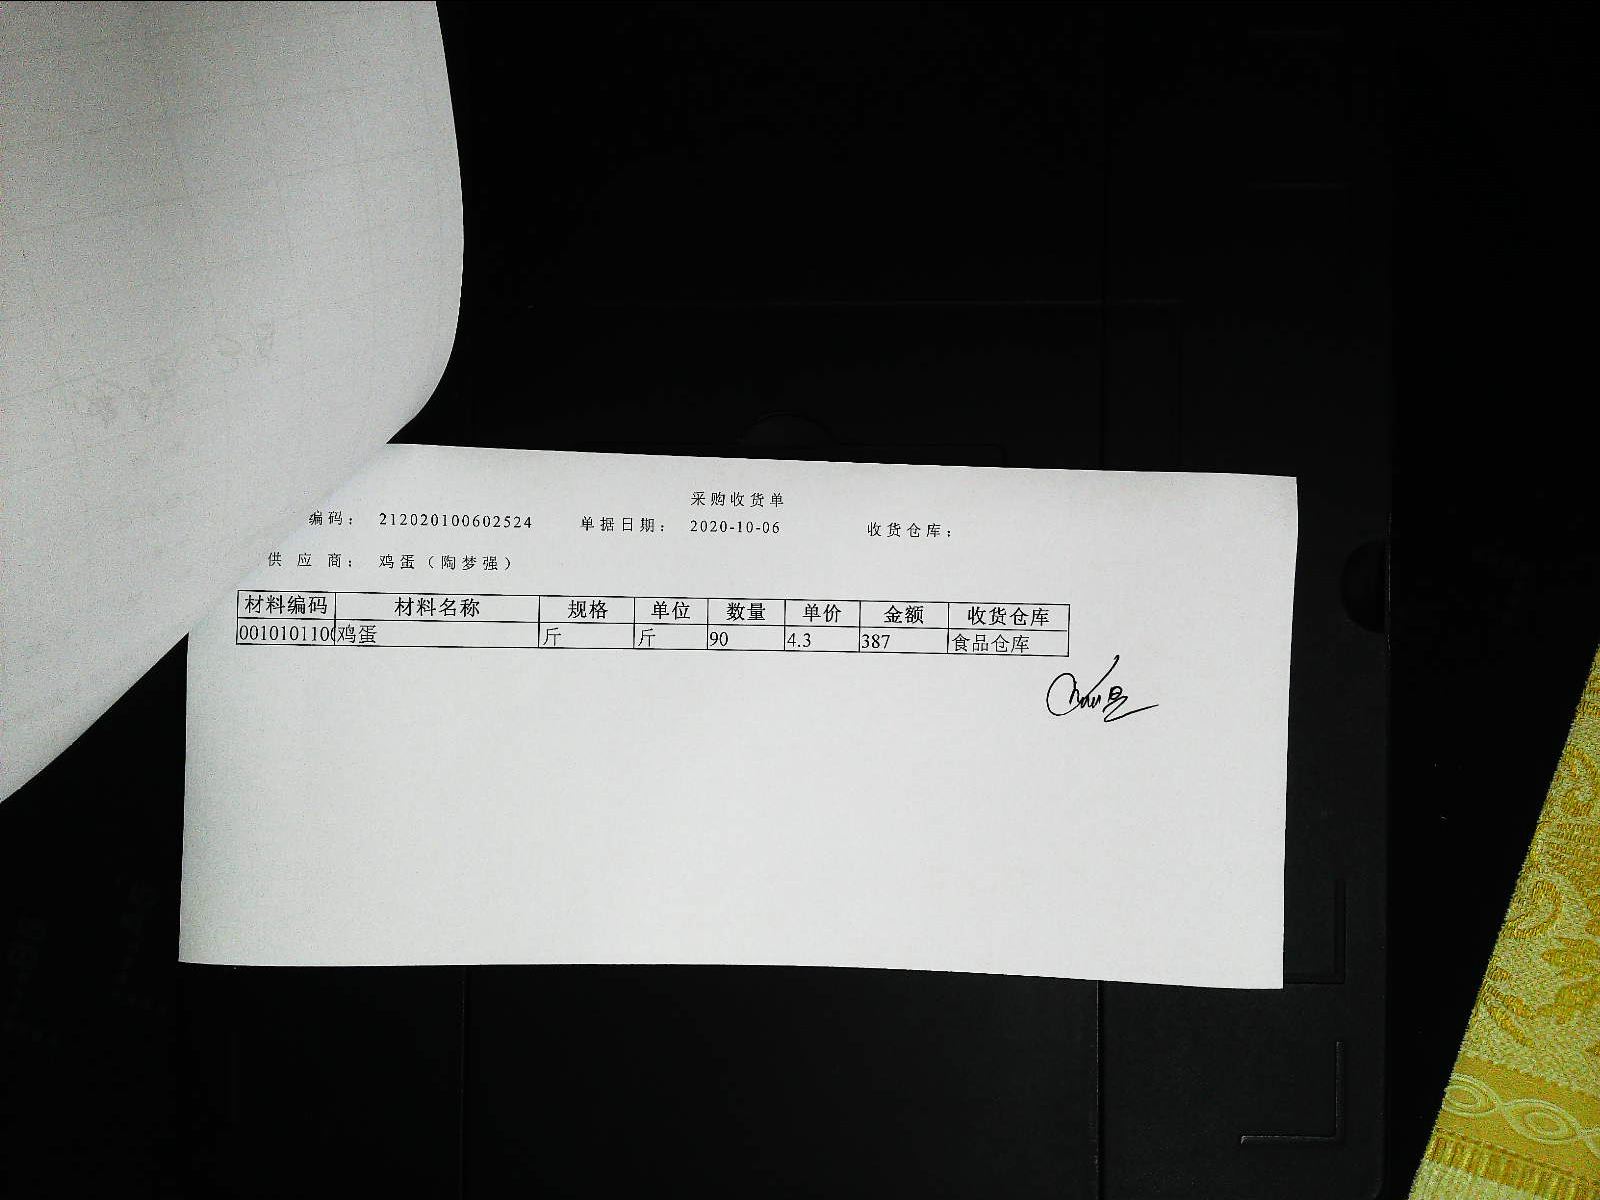 采购收货单
编码： 212020100602524 单据日期： 2020-10-06 收货仓库：
供应商： 鸡蛋（陶梦强）
材料编码 材料名称 规格 单位 数量 单价 金额 收货仓库
0010101100 鸡蛋 斤 斤 90 4.3 387 食品仓库